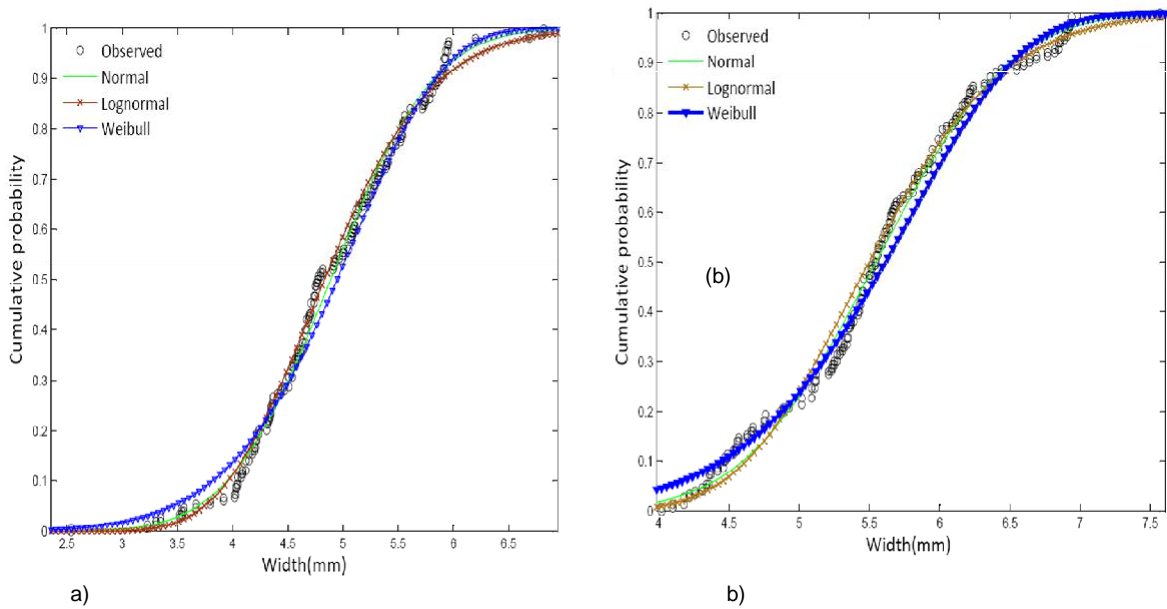 Observed
Normal
Lognormal
Weibull
1
0.9
0.8
0.7
0.6
0.5
0.4
0.3
0.2
0.1
0
Cumulative probability
2.5
3
3.5
4
4.5
5
5.5
6
6.5
Width(mm)
a)
Observed
Normal
Lognormal
Weibull
(b)
1
0.9
0.8
0.7
0.6
0.5
0.4
0.3
0.2
0.1
0
Cumulative probability
4
4.5
5
5.5
6
6.5
7
7.5
Width(mm)
b)